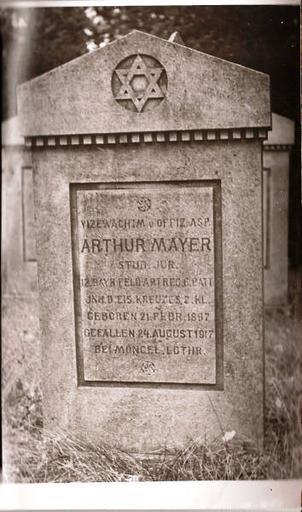 VIZEWACHTM. U. OFFIZ. ASP.
ARTHUR MAYER
STUD. JUR.
12. BAYR. FELD-ART. REG. 6. BATT.
INH. D. EIS. KREUZES, 2. KL.
GEBOREN 21. FEBR. 1897
GEFALLEN 24. AUGUST 1917
BEI MONCEL, LOTHR.